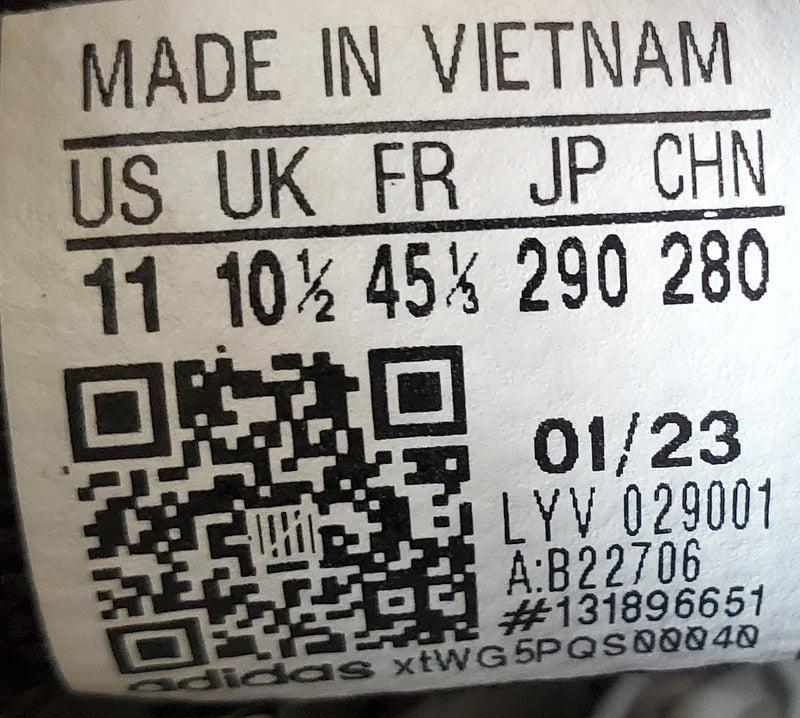 MADE IN VIETNAM
US UK FR JP CHN
11 10½ 45⅓ 290 280
01/23
LYV 029001
A:B22706
#131896651
adidas xtWG5PQS00040